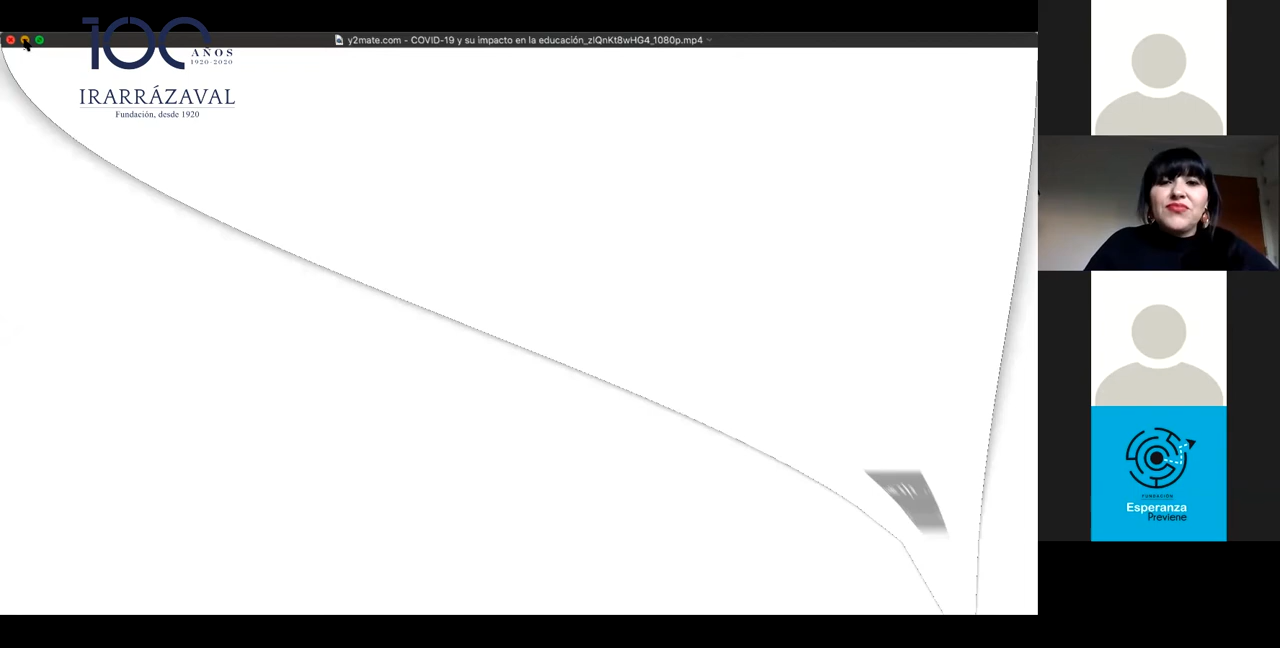 100
AÑOS
1920-2020
IRARRÁZAVAL
Fundación, desde 1920
y2mate.com - COVID-19 y su impacto en la educación_zIQnKt8wHG4_1080p.mp4
FUNDACIÓN
Esperanza
Previene